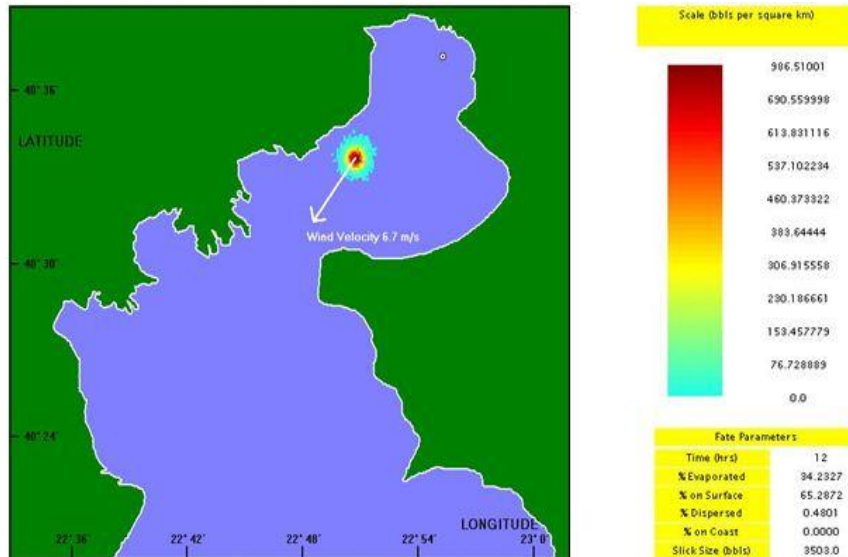 40° 36'
LATITUDE
Wind Velocity 6.7 m/s
40° 30'
40° 24'
LONGITUDE
22° 36'
22° 42'
22° 48'
22° 54'
23° 0'
Scale (bbls per square km)
986.51001
690.559998
613.831116
537.102234
460.373322
383.64444
306.915558
230.186661
153.457779
76.728889
0.0
Fate Parameters
Time (hrs) 12
% Evaporated 34.2327
% on Surface 65.2872
% Dispersed 0.4801
% on Coast 0.0000
Slick Size (bbls) 3503.0